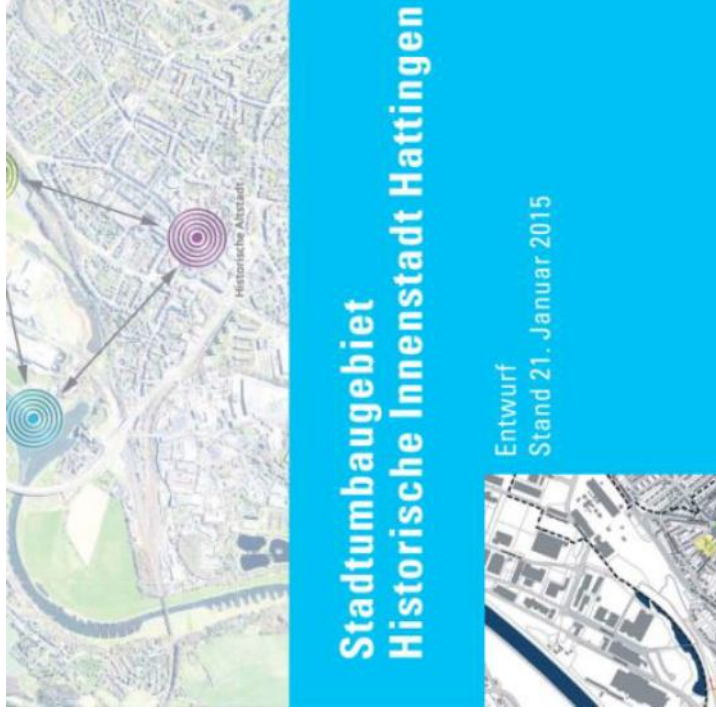 Historische Altstadt
Stadtumbaugebiet
Historische Innenstadt Hattingen
Entwurf
Stand 21. Januar 2015